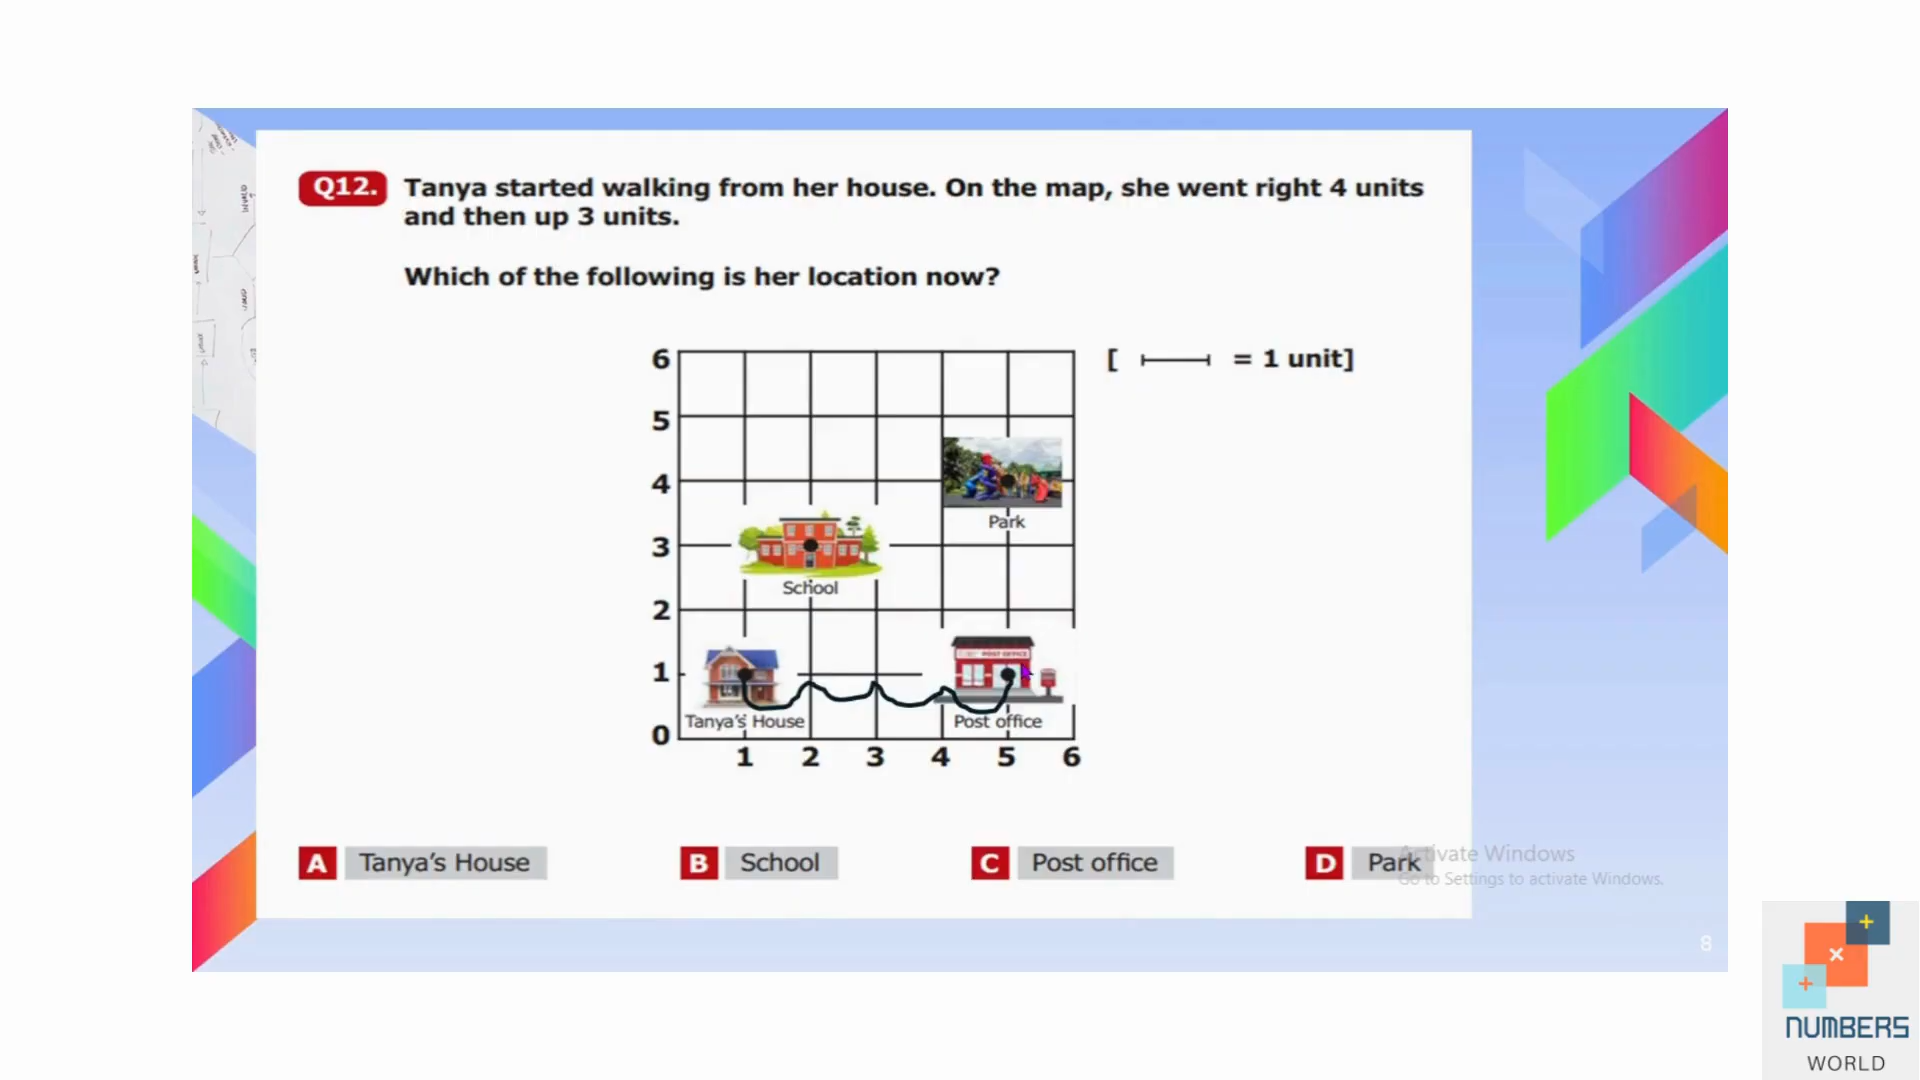 Q12. Tanya started walking from her house. On the map, she went right 4 units
and then up 3 units.
Which of the following is her location now?
6
[ = 1 unit]
5
4
Park
3
School
2
POST OFFICE
1
Tanya's House
Post office
0
1 2 3 4 5 6
A Tanya's House
B School
C Post office
D Park
Activate Windows
Go to Settings to activate Windows.
8
NUMBERS
WORLD